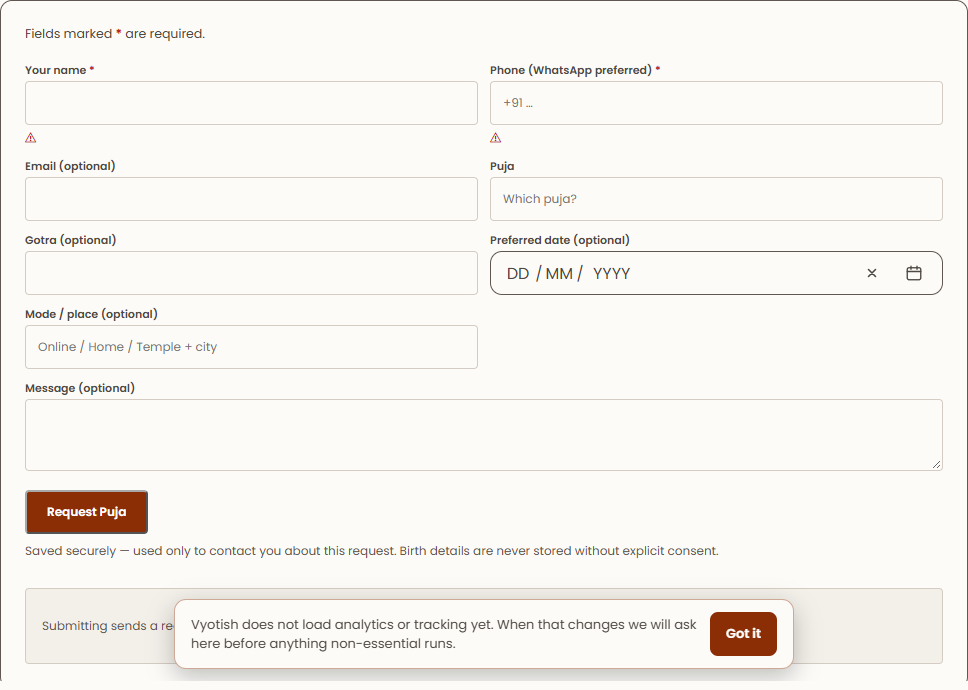 Fields marked * are required.
Your name *
Phone (WhatsApp preferred) *
+91 ...
Email (optional)
Puja
Which puja?
Gotra (optional)
Preferred date (optional)
DD / MM / YYYY
Mode / place (optional)
Online / Home / Temple + city
Message (optional)
Request Puja
Saved securely — used only to contact you about this request. Birth details are never stored without explicit consent.
Submitting sends a
Vyotish does not load analytics or tracking yet. When that changes we will ask
here before anything non-essential runs.
Got it